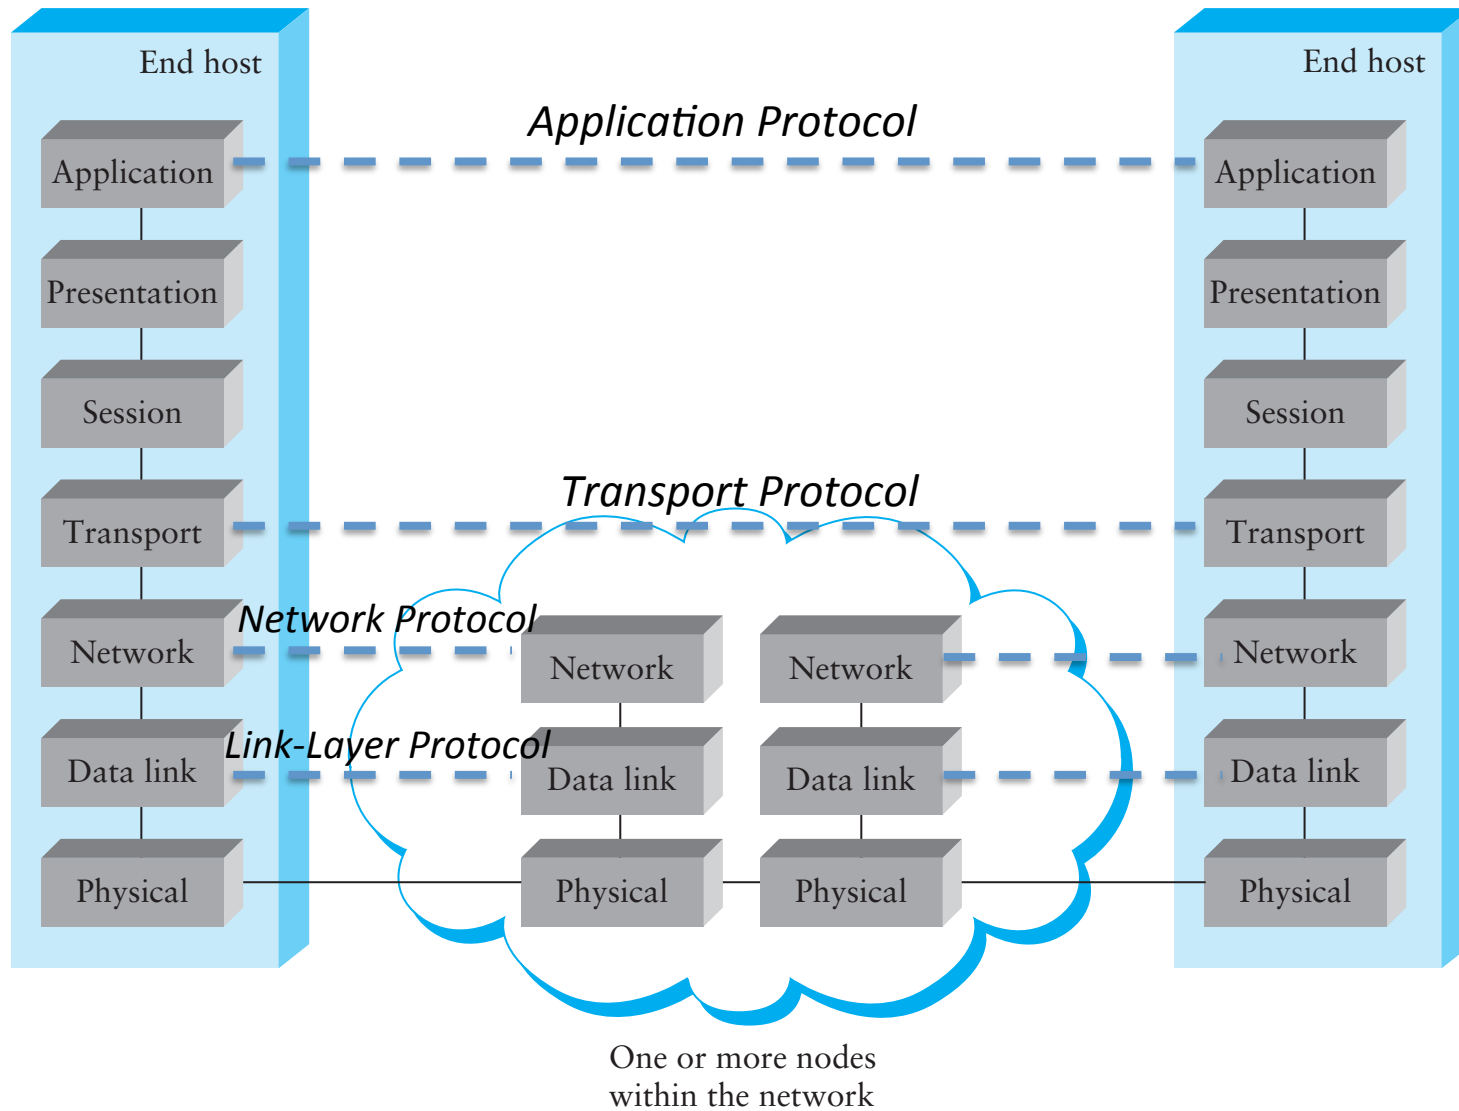 End host
End host
Application Protocol
Application
Application
Presentation
Presentation
Session
Session
Transport Protocol
Transport
Transport
Network Protocol
Network
Network
Network
Network
Link-Layer Protocol
Data link
Data link
Data link
Data link
Physical
Physical
Physical
Physical
One or more nodes
within the network